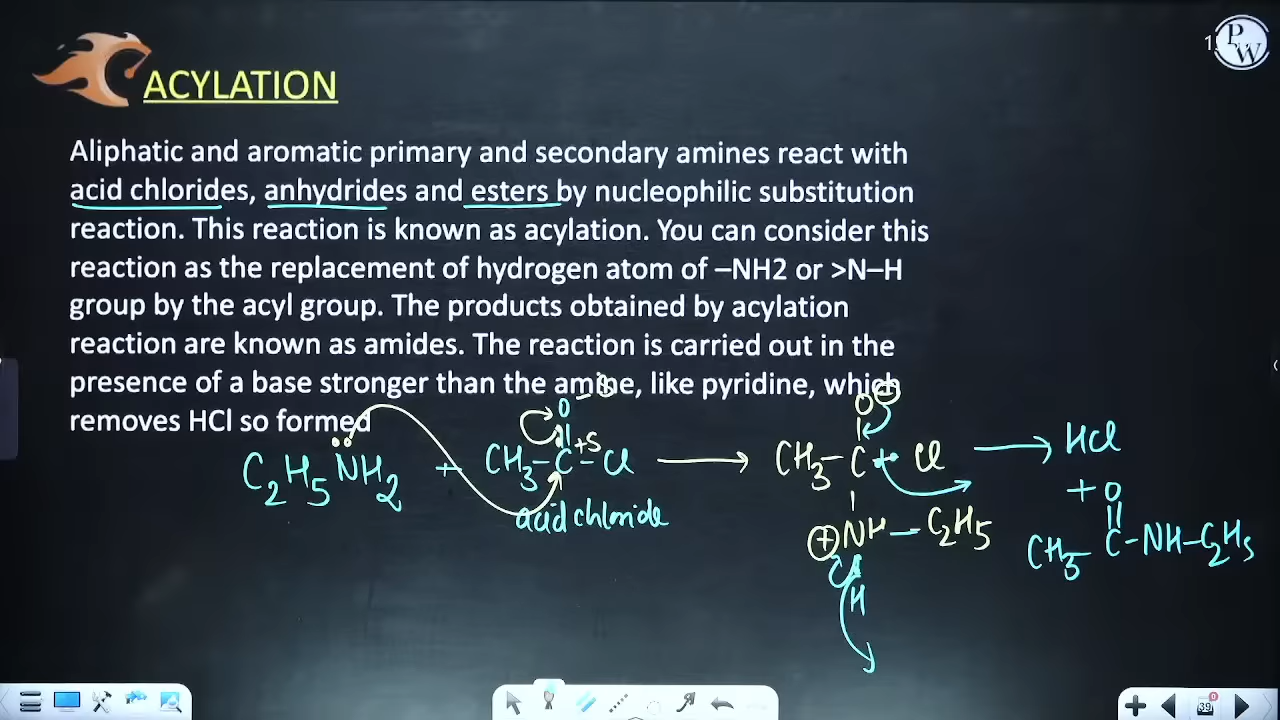 PW
ACYLATION
Aliphatic and aromatic primary and secondary amines react with
acid chlorides, anhydrides and esters by nucleophilic substitution
reaction. This reaction is known as acylation. You can consider this
reaction as the replacement of hydrogen atom of –NH2 or >N–H
group by the acyl group. The products obtained by acylation
reaction are known as amides. The reaction is carried out in the
presence of a base stronger than the amine, like pyridine, which
removes HCl so formed
C₂H₅NH₂ + CH₃–C–Cl → CH₃–C Cl → HCl
O
+S
O
+ O
acid chloride
⊕NH–C₂H₅
CH₃–C–NH–C₂H₅
H
39